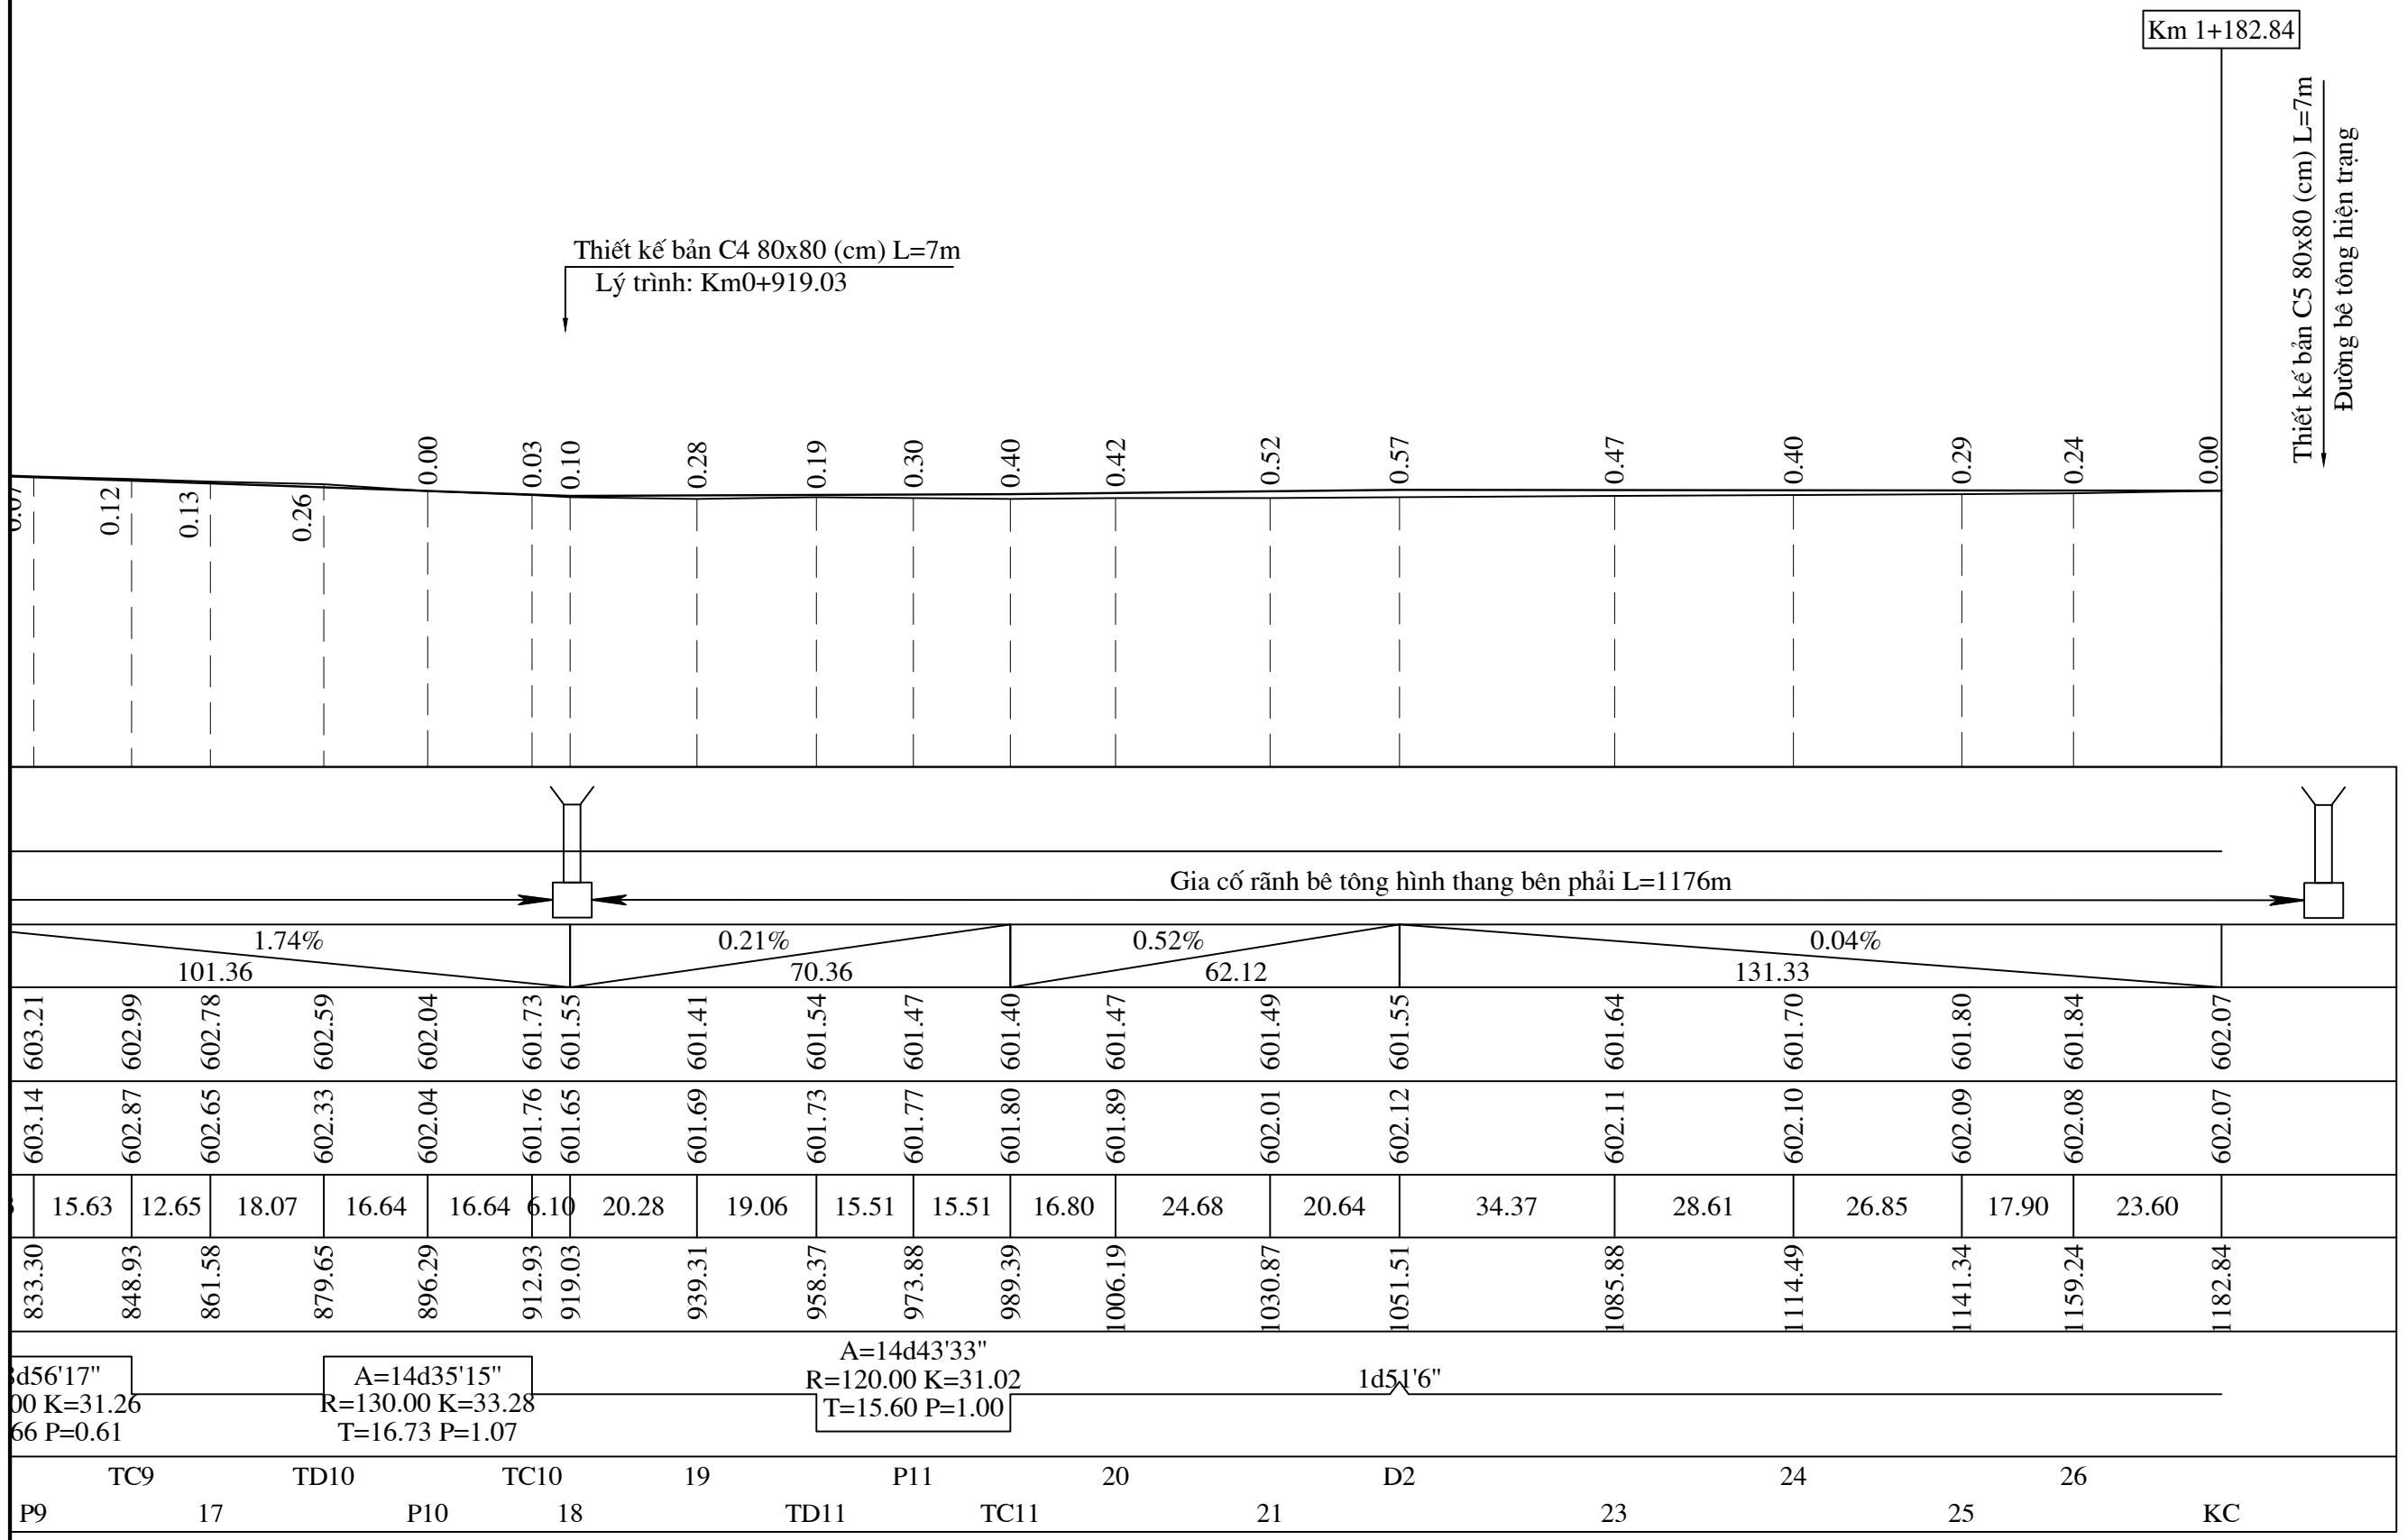 Km 1+182.84
Thiết kế bản C5 80x80 (cm) L=7m
Đường bê tông hiện trạng
Thiết kế bản C4 80x80 (cm) L=7m
Lý trình: Km0+919.03
0.00 0.03 0.10 0.28 0.19 0.30 0.40 0.42 0.52 0.57 0.47 0.40 0.29 0.24 0.00
0.07 0.12 0.13 0.26
Gia cố rãnh bê tông hình thang bên phải L=1176m
1.74% 0.21% 0.52% 0.04%
101.36 70.36 62.12 131.33
603.21 602.99 602.78 602.59 602.04 601.73 601.55 601.41 601.54 601.47 601.40 601.47 601.49 601.55 601.64 601.70 601.80 601.84 602.07
603.14 602.87 602.65 602.33 602.04 601.76 601.65 601.69 601.73 601.77 601.80 601.89 602.01 602.12 602.11 602.10 602.09 602.08 602.07
15.63 12.65 18.07 16.64 16.64 6.10 20.28 19.06 15.51 15.51 16.80 24.68 20.64 34.37 28.61 26.85 17.90 23.60
833.30 848.93 861.58 879.65 896.29 912.93 919.03 939.31 958.37 973.88 989.39 1006.19 1030.87 1051.51 1085.88 1114.49 1141.34 1159.24 1182.84
d56'17"
00 K=31.26
66 P=0.61
A=14d35'15"
R=130.00 K=33.28
T=16.73 P=1.07
A=14d43'33"
R=120.00 K=31.02
T=15.60 P=1.00
1d51'6"
TC9 TD10 TC10 19 P11 20 D2 24 26
P9 17 P10 18 TD11 TC11 21 23 25 KC